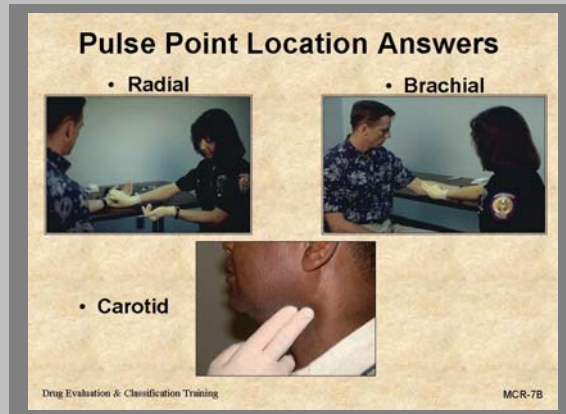 Pulse Point Location Answers
• Radial
• Brachial
• Carotid
Drug Evaluation & Classification Training
MCR-7B